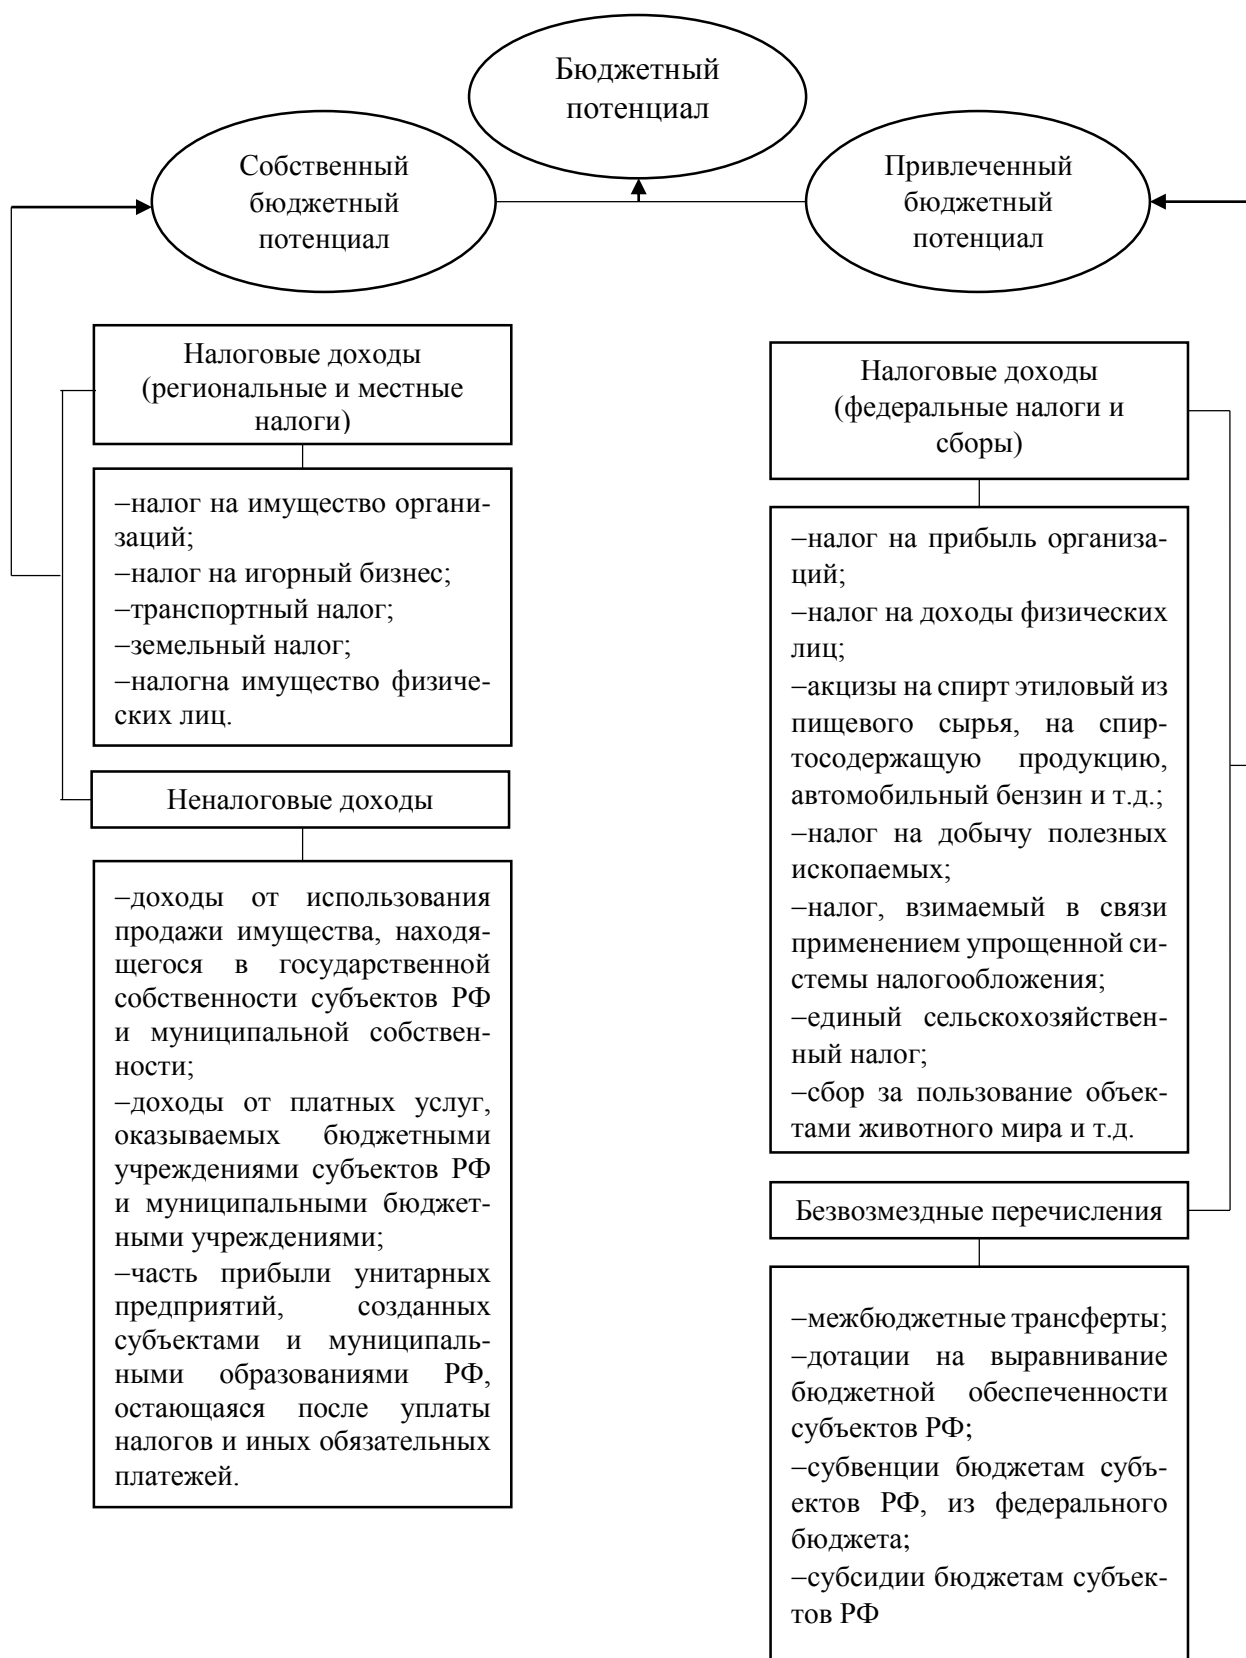 Бюджетный
потенциал
Собственный
бюджетный
потенциал
Привлеченный
бюджетный
потенциал
Налоговые доходы
(региональные и местные
налоги)
–налог на имущество органи-
заций;
–налог на игорный бизнес;
–транспортный налог;
–земельный налог;
–налогна имущество физиче-
ских лиц.
Неналоговые доходы
–доходы от использования
продажи имущества, находя-
щегося в государственной
собственности субъектов РФ
и муниципальной собствен-
ности;
–доходы от платных услуг,
оказываемых бюджетными
учреждениями субъектов РФ
и муниципальными бюджет-
ными учреждениями;
–часть прибыли унитарных
предприятий, созданных
субъектами и муниципаль-
ными образованиями РФ,
остающаяся после уплаты
налогов и иных обязательных
платежей.
Налоговые доходы
(федеральные налоги и
сборы)
–налог на прибыль организа-
ций;
–налог на доходы физических
лиц;
–акцизы на спирт этиловый из
пищевого сырья, на спир-
тосодержащую продукцию,
автомобильный бензин и т.д.;
–налог на добычу полезных
ископаемых;
–налог, взимаемый в связи
применением упрощенной си-
стемы налогообложения;
–единый сельскохозяйствен-
ный налог;
–сбор за пользование объек-
тами животного мира и т.д.
Безвозмездные перечисления
–межбюджетные трансферты;
–дотации на выравнивание
бюджетной обеспеченности
субъектов РФ;
–субвенции бюджетам субъ-
ектов РФ, из федерального
бюджета;
–субсидии бюджетам субъек-
тов РФ